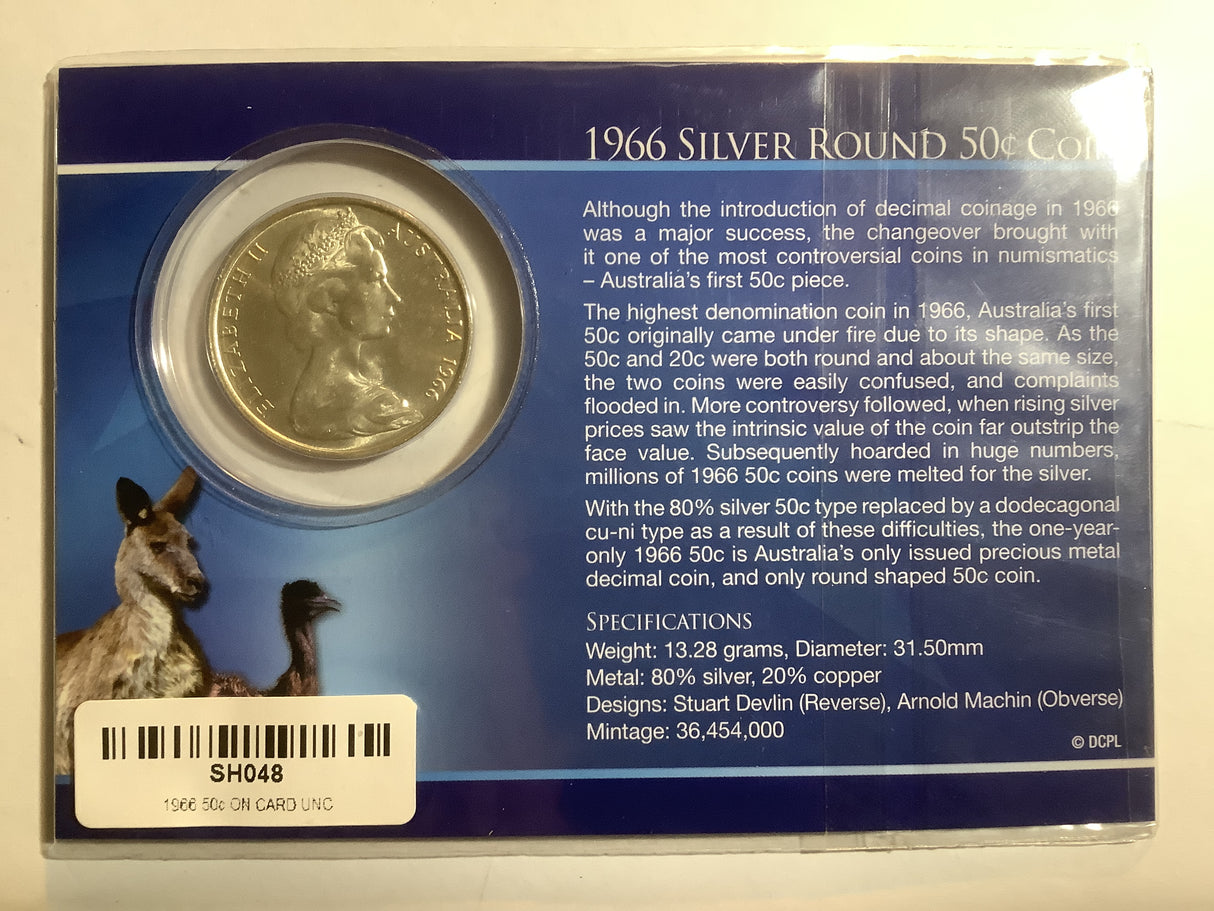 1966 SILVER ROUND 50¢ COIN
Although the introduction of decimal coinage in 1966
was a major success, the changeover brought with
it one of the most controversial coins in numismatics
– Australia's first 50c piece.
The highest denomination coin in 1966, Australia's first
50c originally came under fire due to its shape. As the
50c and 20c were both round and about the same size,
the two coins were easily confused, and complaints
flooded in. More controversy followed, when rising silver
prices saw the intrinsic value of the coin far outstrip the
face value. Subsequently hoarded in huge numbers,
millions of 1966 50c coins were melted for the silver.
With the 80% silver 50c type replaced by a dodecagonal
cu-ni type as a result of these difficulties, the one-year-
only 1966 50c is Australia's only issued precious metal
decimal coin, and only round shaped 50c coin.
SPECIFICATIONS
Weight: 13.28 grams, Diameter: 31.50mm
Metal: 80% silver, 20% copper
Designs: Stuart Devlin (Reverse), Arnold Machin (Obverse)
Mintage: 36,454,000
© DCPL
ELIZABETH II
AUSTRALIA 1966
SH048
1966 50c ON CARD UNC